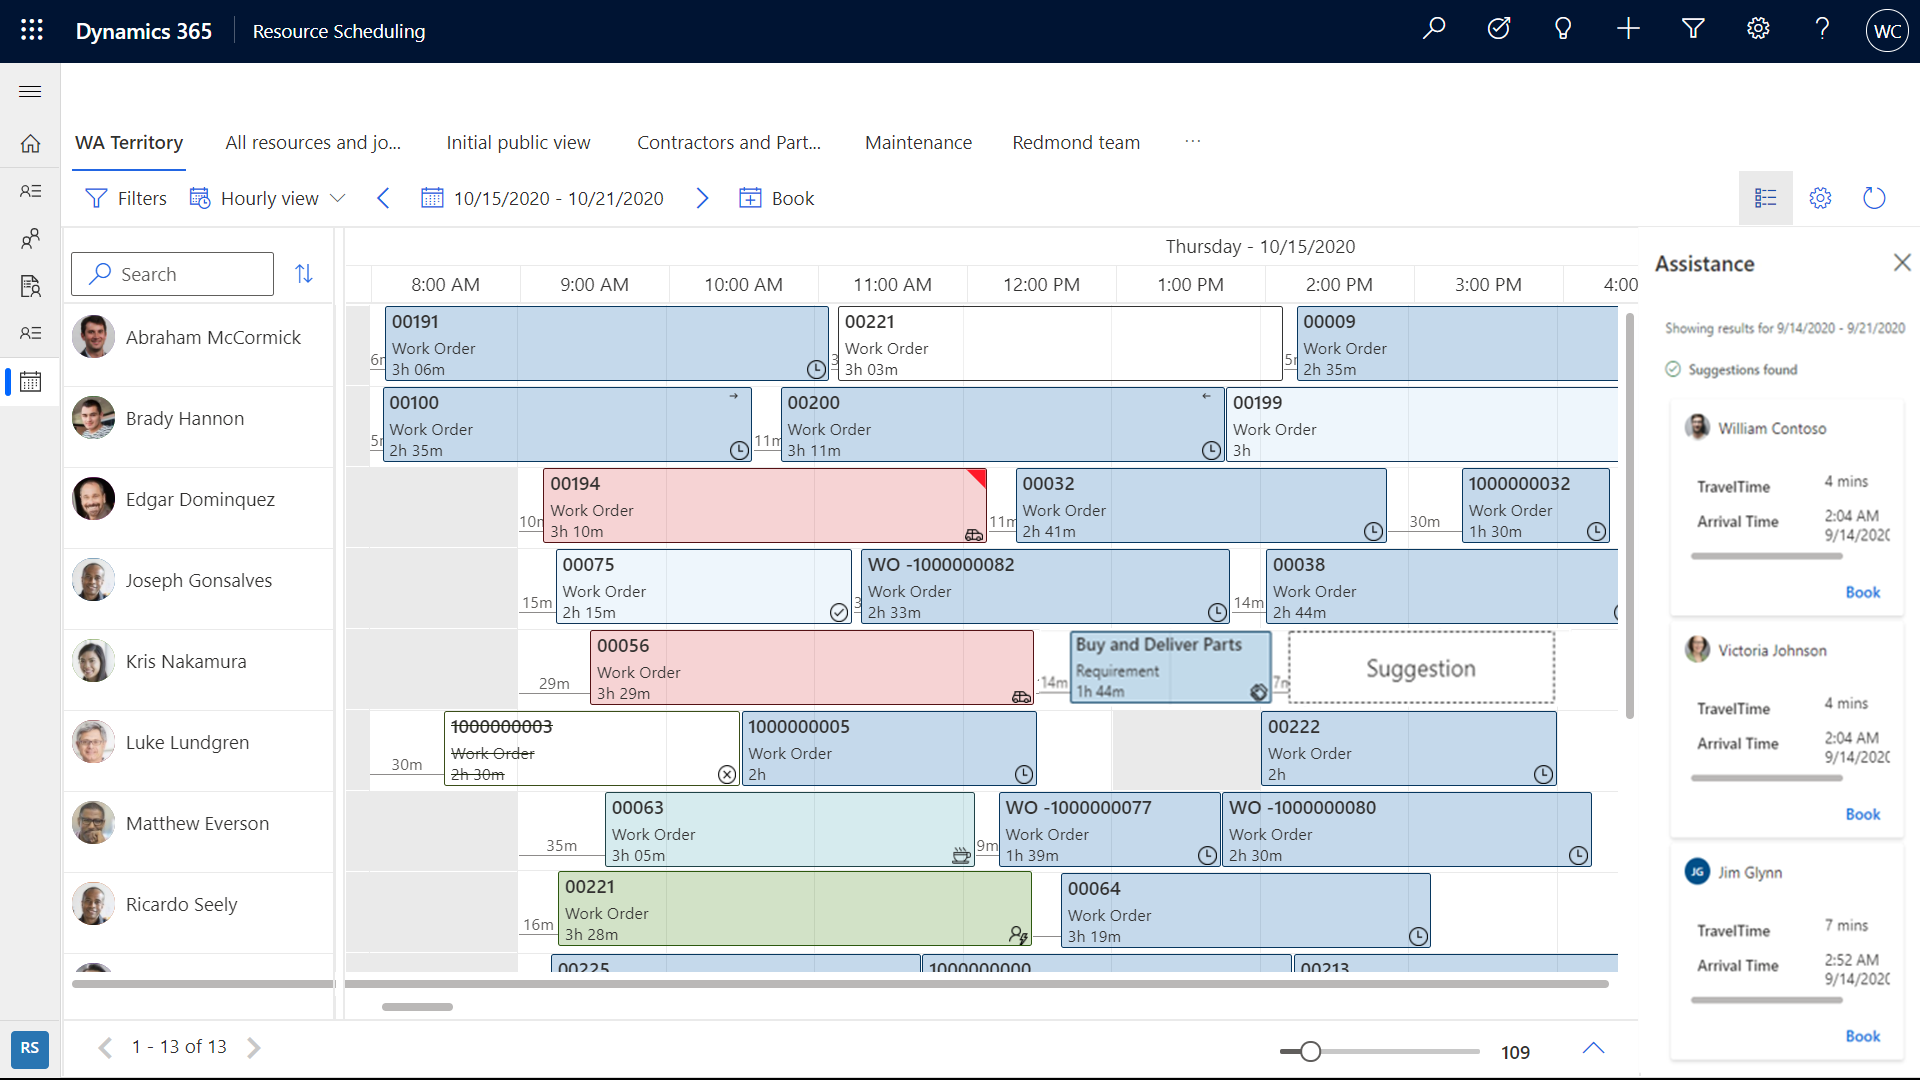 Dynamics 365 Resource Scheduling
WC
WA Territory All resources and jo... Initial public view Contractors and Part... Maintenance Redmond team ...
Filters Hourly view 10/15/2020 - 10/21/2020 Book
Thursday - 10/15/2020
Search
8:00 AM 9:00 AM 10:00 AM 11:00 AM 12:00 PM 1:00 PM 2:00 PM 3:00 PM 4:00
Abraham McCormick
00191
Work Order
3h 06m
00221
Work Order
3h 03m
00009
Work Order
2h 35m
Brady Hannon
00100
Work Order
2h 35m
11m
00200
Work Order
3h 11m
00199
Work Order
3h
Edgar Dominquez
10m
00194
Work Order
3h 10m
11m
00032
Work Order
2h 41m
30m
1000000032
Work Order
1h 30m
Joseph Gonsalves
15m
00075
Work Order
2h 15m
WO -1000000082
Work Order
2h 33m
14m
00038
Work Order
2h 44m
Kris Nakamura
29m
00056
Work Order
3h 29m
14m
Buy and Deliver Parts
Requirement
1h 44m
Suggestion
Luke Lundgren
30m
1000000003
Work Order
2h 30m
1000000005
Work Order
2h
00222
Work Order
2h
Matthew Everson
35m
00063
Work Order
3h 05m
9m
WO -1000000077
Work Order
1h 39m
WO -1000000080
Work Order
2h 30m
Ricardo Seely
16m
00221
Work Order
3h 28m
00064
Work Order
3h 19m
00225 1000000000 00213
RS
1 - 13 of 13
109
Assistance
Showing results for 9/14/2020 - 9/21/2020
Suggestions found
William Contoso
TravelTime 4 mins
Arrival Time 2:04 AM
9/14/2020
Book
Victoria Johnson
TravelTime 4 mins
Arrival Time 2:04 AM
9/14/2020
Book
JG Jim Glynn
TravelTime 7 mins
Arrival Time 2:52 AM
9/14/2020
Book